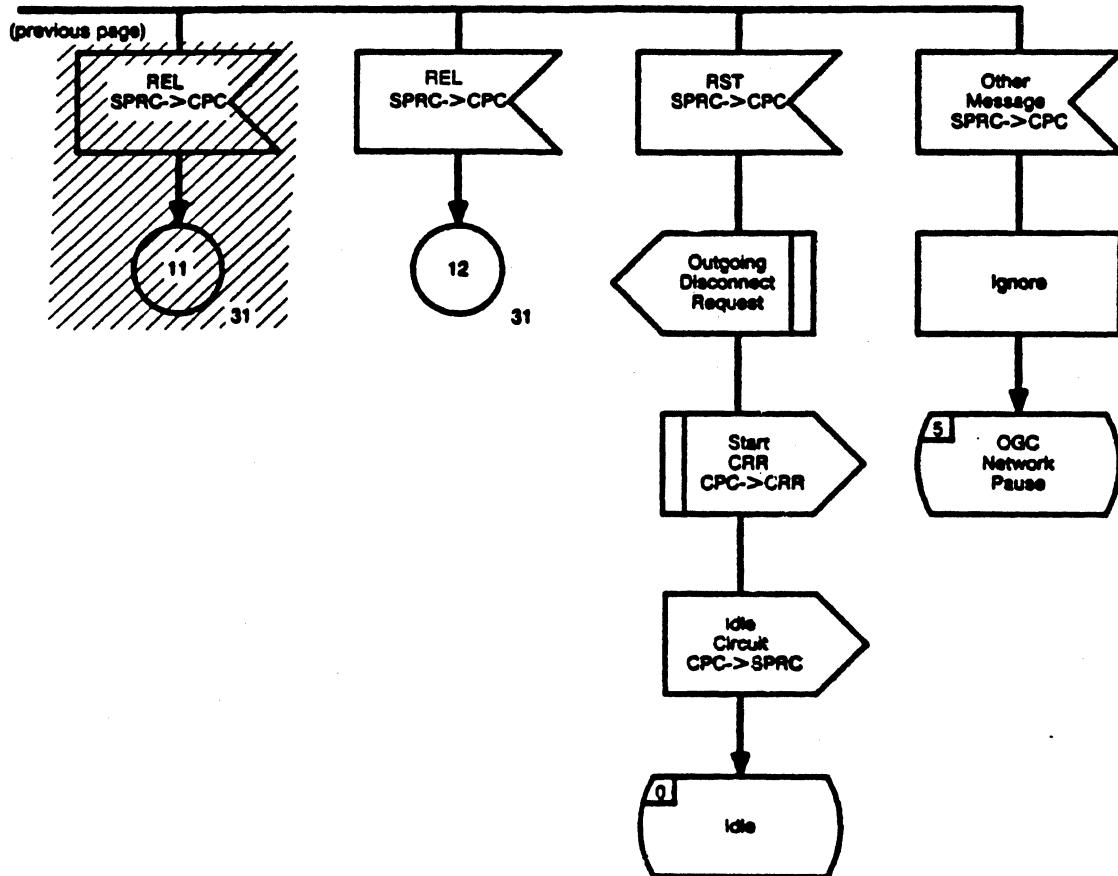 (previous page)
REL
SPRC->CPC
11
31
REL
SPRC->CPC
12
31
RST
SPRC->CPC
Outgoing
Disconnect
Request
Start
CRR
CPC->CRR
Idle
Circuit
CPC->SPRC
0
Idle
Other
Message
SPRC->CPC
Ignore
5
OGC
Network
Pause